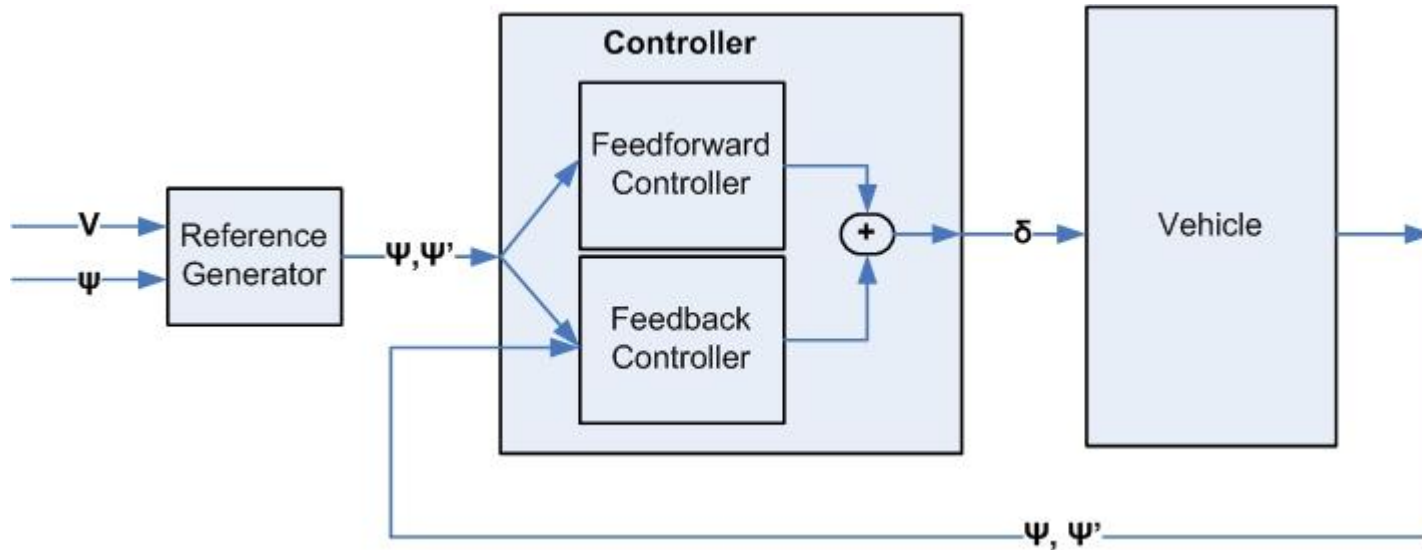 Controller
Feedforward
Controller
V
Reference
Generator
ψ
Ψ,Ψ’
+
δ
Vehicle
Feedback
Controller
Ψ, Ψ’